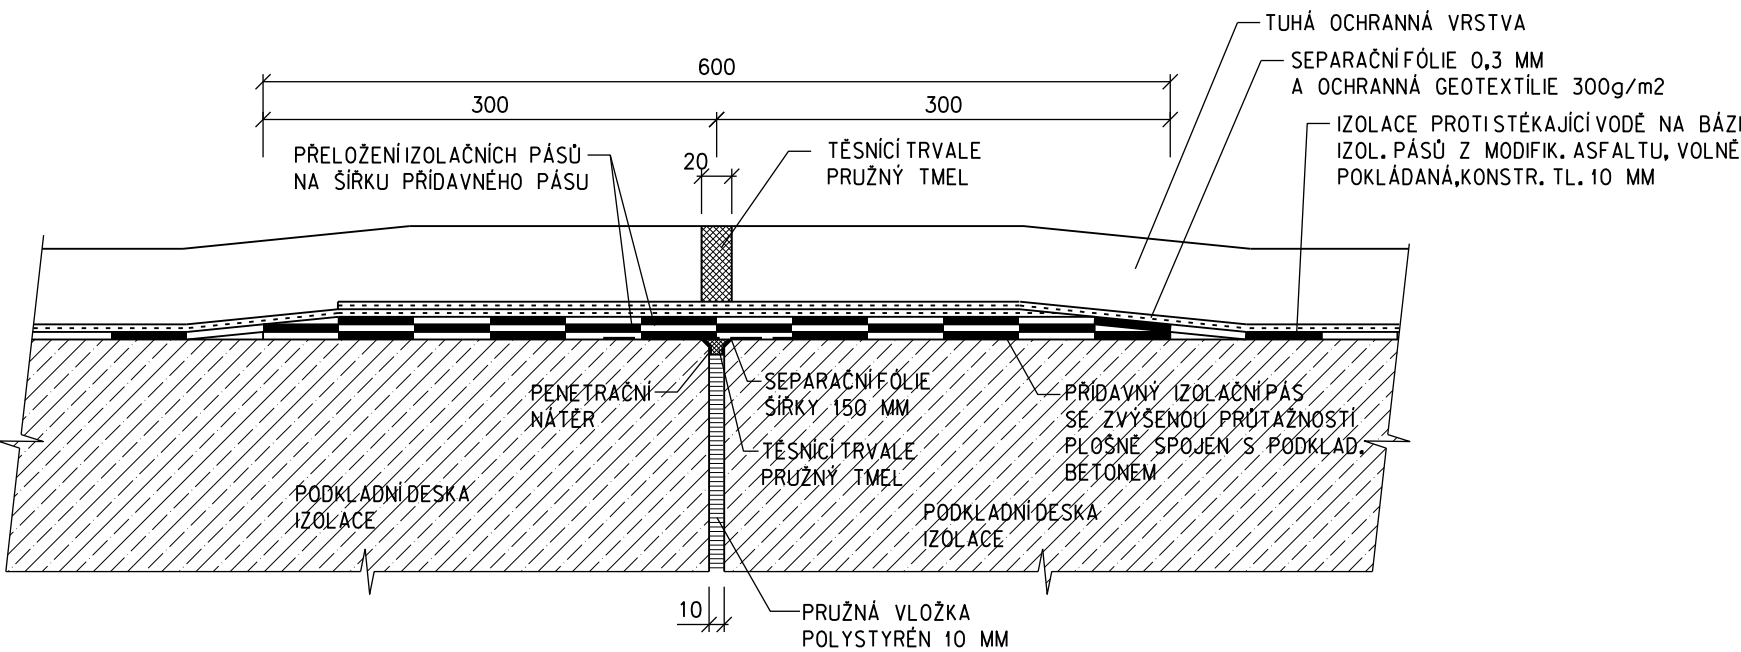 TUHÁ OCHRANNÁ VRSTVA
SEPARAČNÍ FÓLIE 0,3 MM
A OCHRANNÁ GEOTEXTÍLIE 300g/m2
600
300
300
IZOLACE PROTI STÉKAJÍCÍ VODĚ NA BÁZI
IZOL. PÁSŮ Z MODIFIK. ASFALTU, VOLNĚ
POKLÁDANÁ, KONSTR. TL. 10 MM
PŘELOŽENÍ IZOLAČNÍCH PÁSŮ
NA ŠÍŘKU PŘÍDAVNÉHO PÁSU
20
TĚSNÍCÍ TRVALE
PRUŽNÝ TMEL
PENETRAČNÍ
NÁTĚR
SEPARAČNÍ FÓLIE
ŠÍŘKY 150 MM
TĚSNÍCÍ TRVALE
PRUŽNÝ TMEL
PŘÍDAVNÝ IZOLAČNÍ PÁS
SE ZVÝŠENOU PRŮTAŽNOSTÍ
PLOŠNĚ SPOJEN S PODKLAD.
BETONEM
PODKLADNÍ DESKA
IZOLACE
PODKLADNÍ DESKA
IZOLACE
10
PRUŽNÁ VLOŽKA
POLYSTYRÉN 10 MM